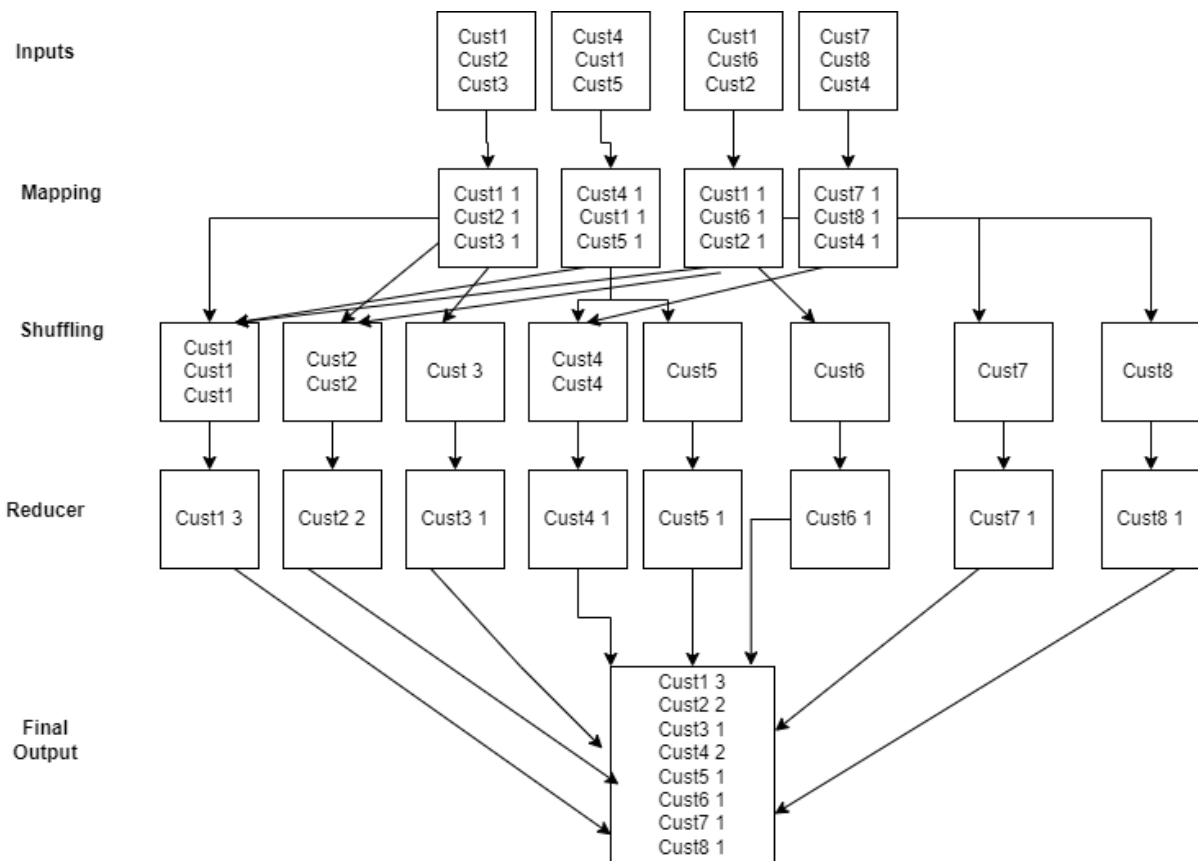 Inputs
Cust1
Cust2
Cust3
Cust4
Cust1
Cust5
Cust1
Cust6
Cust2
Cust7
Cust8
Cust4
Mapping
Cust1 1
Cust2 1
Cust3 1
Cust4 1
Cust1 1
Cust5 1
Cust1 1
Cust6 1
Cust2 1
Cust7 1
Cust8 1
Cust4 1
Shuffling
Cust1
Cust1
Cust1
Cust2
Cust2
Cust 3
Cust4
Cust4
Cust5
Cust6
Cust7
Cust8
Reducer
Cust1 3
Cust2 2
Cust3 1
Cust4 1
Cust5 1
Cust6 1
Cust7 1
Cust8 1
Final
Output
Cust1 3
Cust2 2
Cust3 1
Cust4 2
Cust5 1
Cust6 1
Cust7 1
Cust8 1